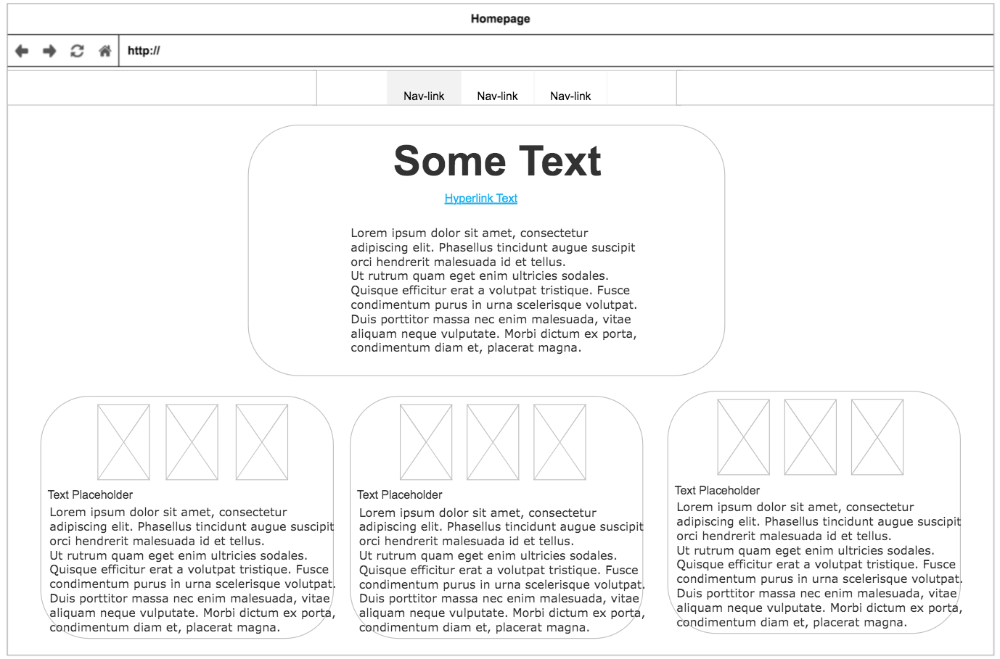 Homepage
http://
Nav-link Nav-link Nav-link
Some Text
Hyperlink Text
Lorem ipsum dolor sit amet, consectetur
adipiscing elit. Phasellus tincidunt augue suscipit
orci hendrerit malesuada id et tellus.
Ut rutrum quam eget enim ultricies sodales.
Quisque efficitur erat a volutpat tristique. Fusce
condimentum purus in urna scelerisque volutpat.
Duis porttitor massa nec enim malesuada, vitae
aliquam neque vulputate. Morbi dictum ex porta,
condimentum diam et, placerat magna.
Text Placeholder
Lorem ipsum dolor sit amet, consectetur
adipiscing elit. Phasellus tincidunt augue suscipit
orci hendrerit malesuada id et tellus.
Ut rutrum quam eget enim ultricies sodales.
Quisque efficitur erat a volutpat tristique. Fusce
condimentum purus in urna scelerisque volutpat.
Duis porttitor massa nec enim malesuada, vitae
aliquam neque vulputate. Morbi dictum ex porta,
condimentum diam et, placerat magna.
Text Placeholder
Lorem ipsum dolor sit amet, consectetur
adipiscing elit. Phasellus tincidunt augue suscipit
orci hendrerit malesuada id et tellus.
Ut rutrum quam eget enim ultricies sodales.
Quisque efficitur erat a volutpat tristique. Fusce
condimentum purus in urna scelerisque volutpat.
Duis porttitor massa nec enim malesuada, vitae
aliquam neque vulputate. Morbi dictum ex porta,
condimentum diam et, placerat magna.
Text Placeholder
Lorem ipsum dolor sit amet, consectetur
adipiscing elit. Phasellus tincidunt augue suscipit
orci hendrerit malesuada id et tellus.
Ut rutrum quam eget enim ultricies sodales.
Quisque efficitur erat a volutpat tristique. Fusce
condimentum purus in urna scelerisque volutpat.
Duis porttitor massa nec enim malesuada, vitae
aliquam neque vulputate. Morbi dictum ex porta,
condimentum diam et, placerat magna.